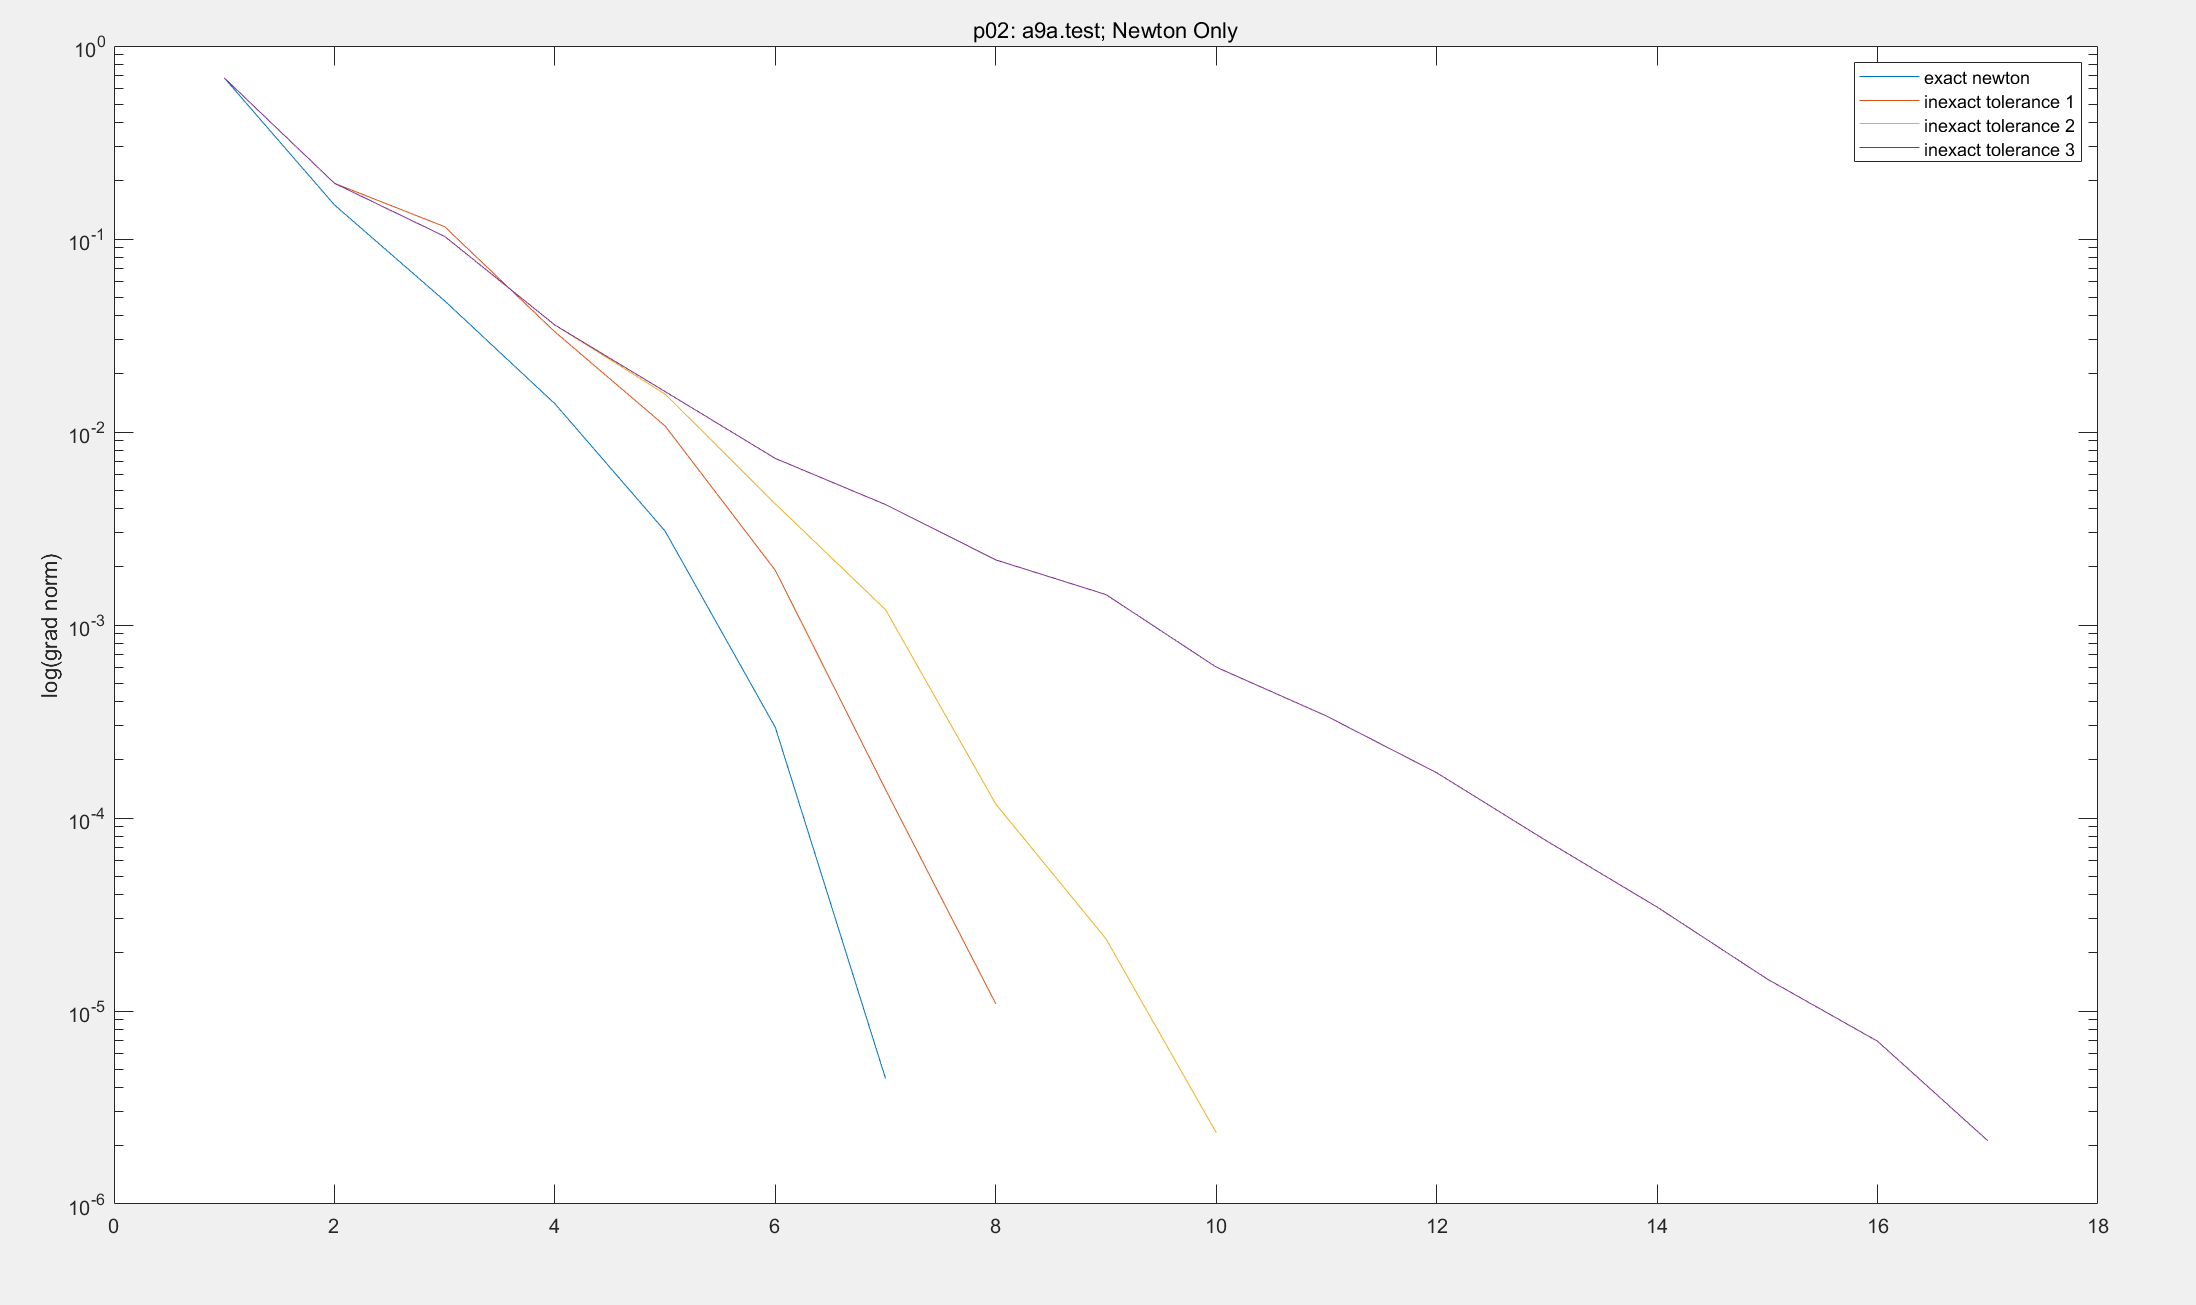 p02: a9a.test; Newton Only
exact newton
inexact tolerance 1
inexact tolerance 2
inexact tolerance 3
log(grad norm)
10^0
10^-1
10^-2
10^-3
10^-4
10^-5
10^-6
0 2 4 6 8 10 12 14 16 18